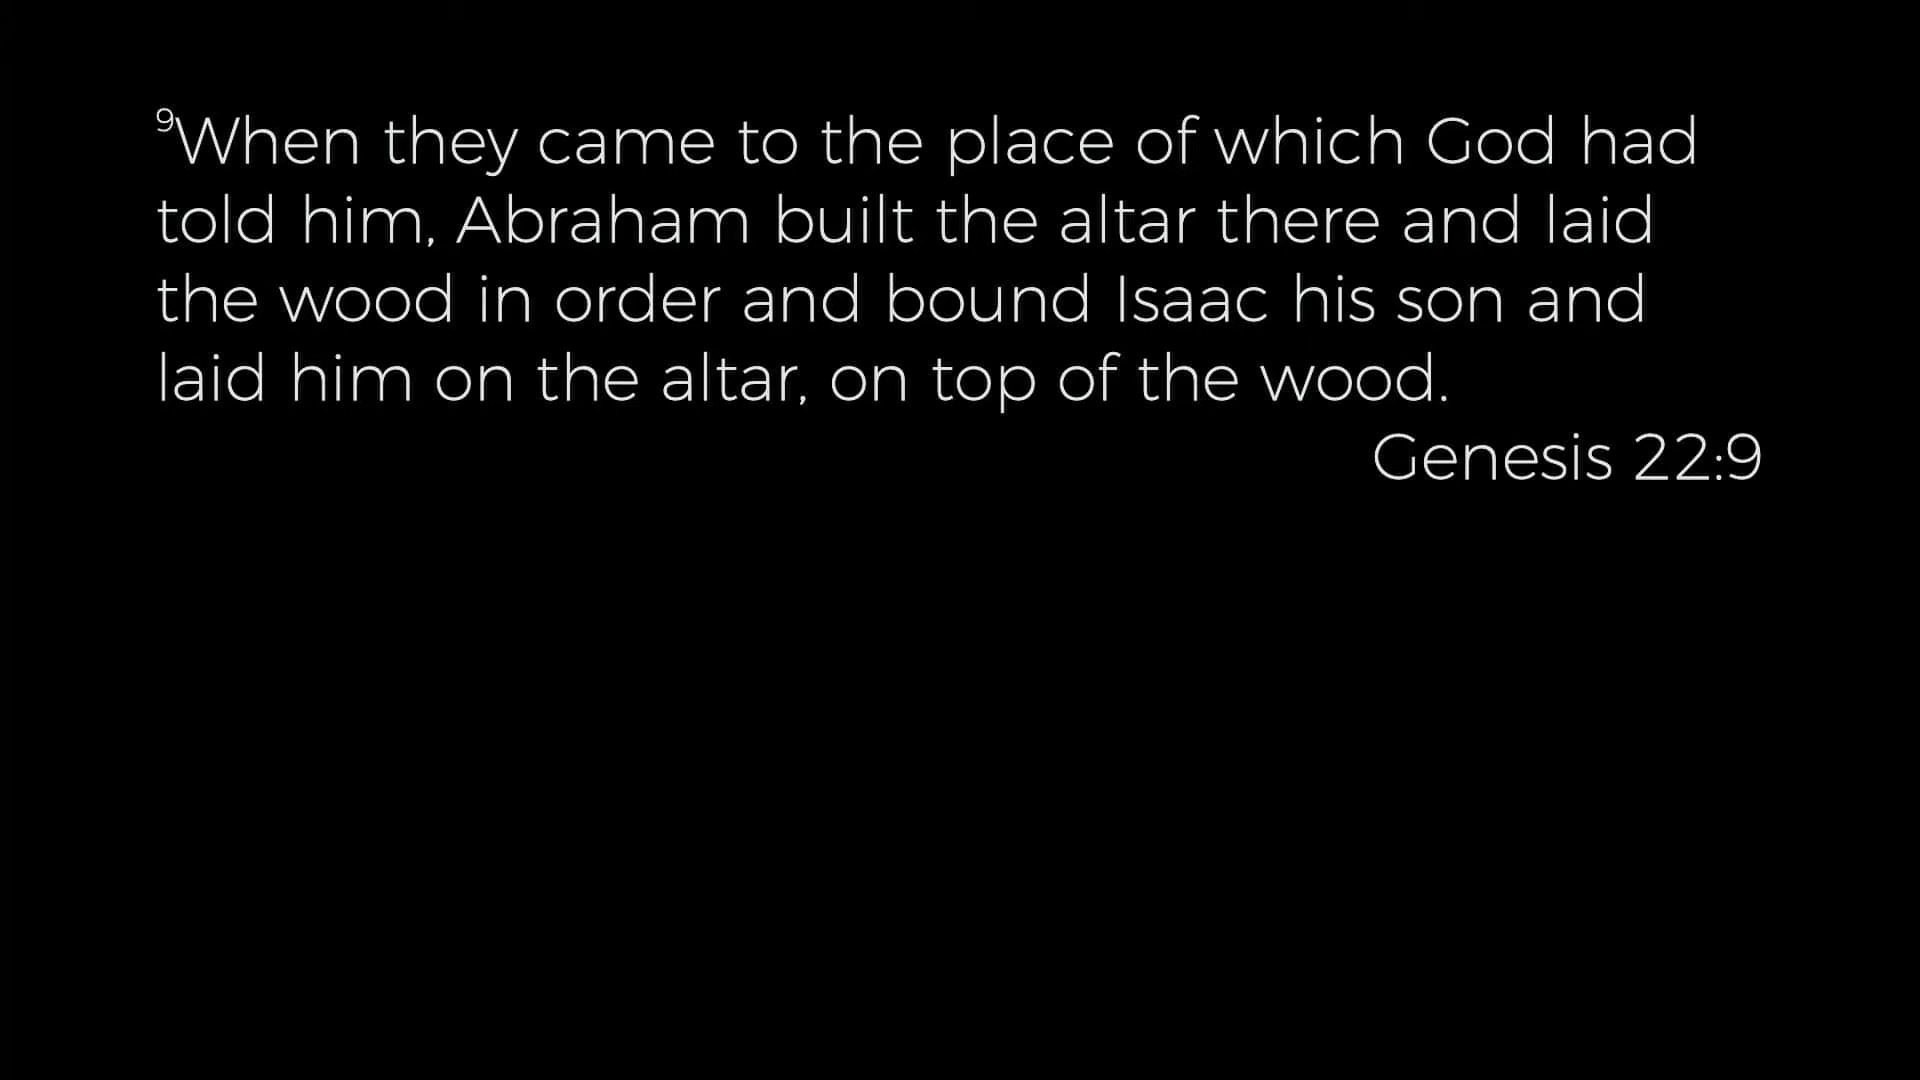 ⁹When they came to the place of which God had
told him, Abraham built the altar there and laid
the wood in order and bound Isaac his son and
laid him on the altar, on top of the wood.
Genesis 22:9